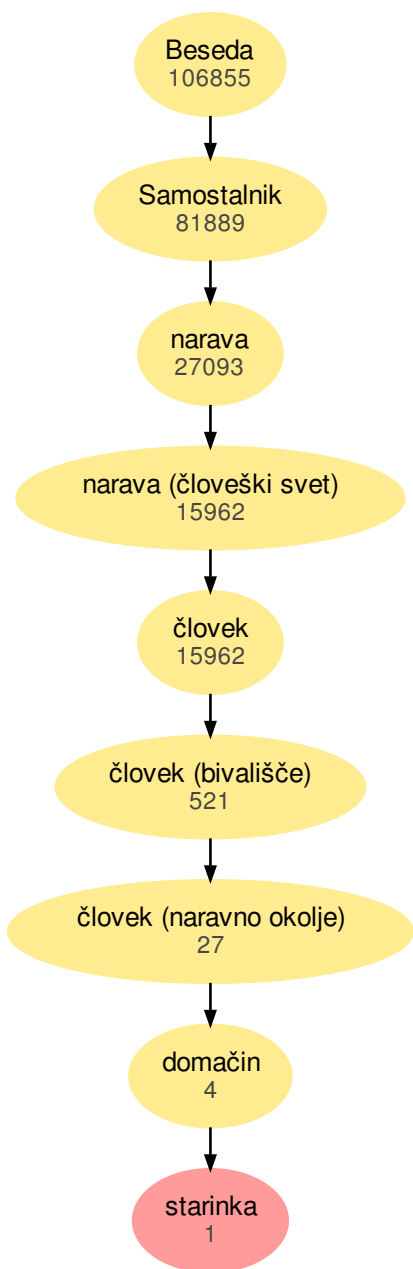 Beseda
106855
Samostalnik
81889
narava
27093
narava (človeški svet)
15962
človek
15962
človek (bivališče)
521
človek (naravno okolje)
27
domačin
4
starinka
1